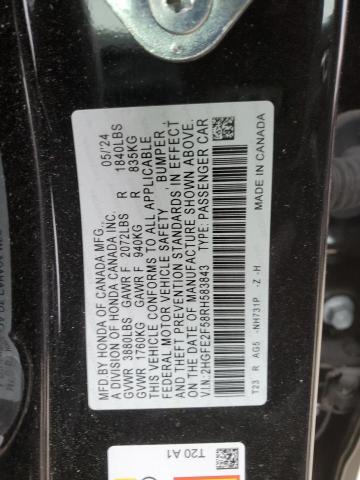 MFD.BY HONDA OF CANADA MFG. 05/'24
A DIVISION OF HONDA CANADA INC.
GVWR 3880LBS GAWR F 2072LBS R 1840LBS
GVWR 1760KG GAWR F 940KG R 835KG
THIS VEHICLE CONFORMS TO ALL APPLICABLE
FEDERAL MOTOR VEHICLE SAFETY , BUMPER ,
AND THEFT PREVENTION STANDARDS IN EFFECT
ON THE DATE OF MANUFACTURE SHOWN ABOVE.
V.I.N:2HGFE2F58RH583843 TYPE: PASSENGER CAR
T23 R AG5 -NH731P -Z -H MADE IN CANADA
T20 A1